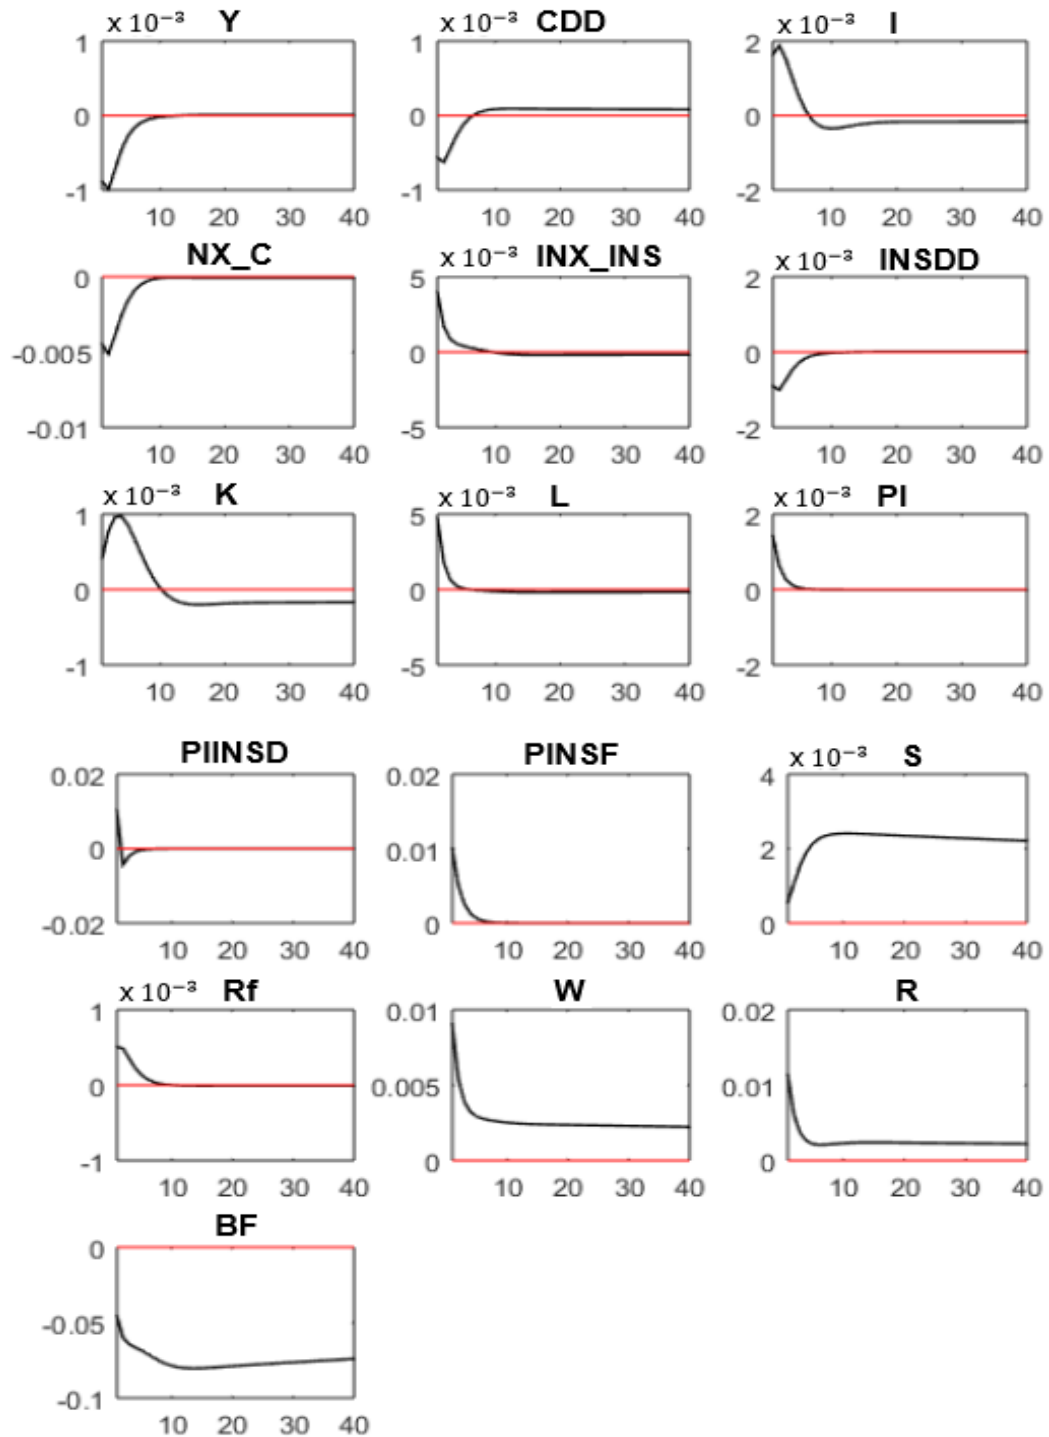 x 10⁻³ Y x 10⁻³ CDD x 10⁻³ I
1 1 2
0 0 0
-1 -1 -2
10 20 30 40 10 20 30 40 10 20 30 40
NX_C x 10⁻³ INX_INS x 10⁻³ INSDD
0 5 2
-0.005 0 0
-0.01 -5 -2
10 20 30 40 10 20 30 40 10 20 30 40
x 10⁻³ K x 10⁻³ L x 10⁻³ PI
1 5 2
0 0 0
-1 -5 -2
10 20 30 40 10 20 30 40 10 20 30 40
PIINSD PINSF x 10⁻³ S
0.02 0.02 4
0 0.01 2
-0.02 0 0
10 20 30 40 10 20 30 40 10 20 30 40
x 10⁻³ Rf W R
1 0.01 0.02
0 0.005 0.01
-1 0 0
10 20 30 40 10 20 30 40 10 20 30 40
BF
0
-0.05
-0.1
10 20 30 40